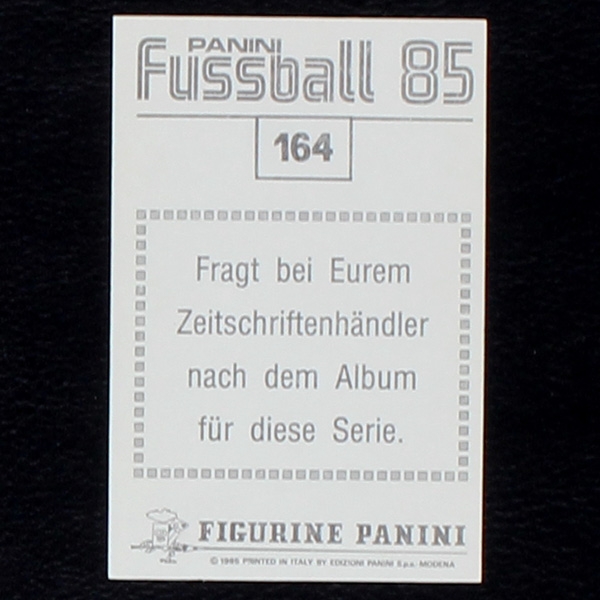 PANINI
Fussball 85
164
Fragt bei Eurem
Zeitschriftenhändler
nach dem Album
für diese Serie.
FIGURINE PANINI
© 1985 PRINTED IN ITALY BY EDIZIONI PANINI S.p.a. MODENA